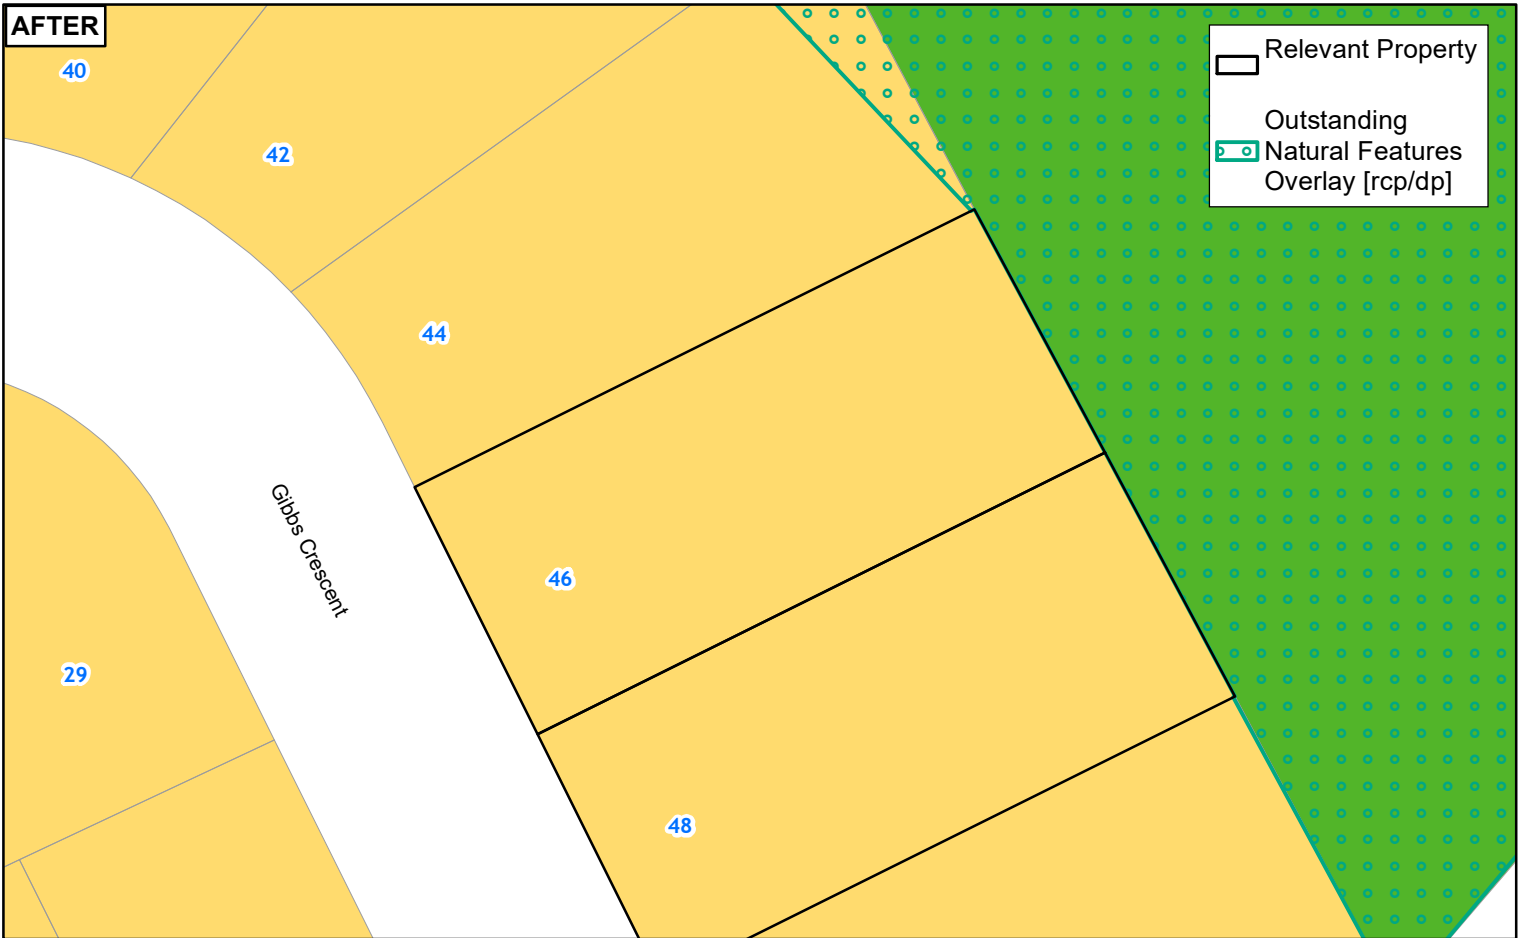 AFTER
40
42
44
46
48
29
Gibbs Crescent
Relevant Property
Outstanding
Natural Features
Overlay [rcp/dp]